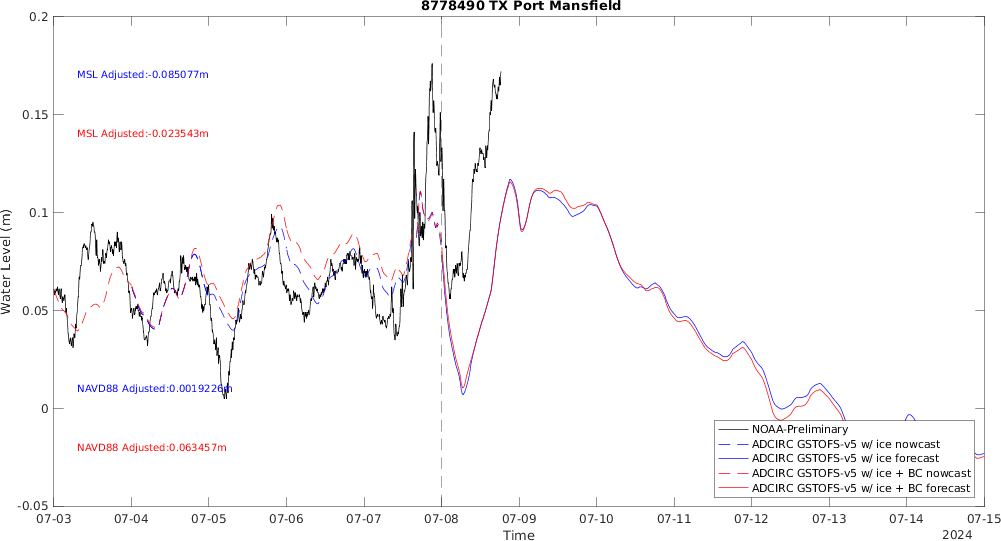 8778490 TX Port Mansfield
0.2
MSL Adjusted:-0.085077m
0.15
MSL Adjusted:-0.023543m
0.1
Water Level (m)
0.05
NAVD88 Adjusted:0.0019226m
0
NAVD88 Adjusted:0.063457m
NOAA-Preliminary
ADCIRC GSTOFS-v5 w/ ice nowcast
ADCIRC GSTOFS-v5 w/ ice forecast
ADCIRC GSTOFS-v5 w/ ice + BC nowcast
ADCIRC GSTOFS-v5 w/ ice + BC forecast
-0.05
07-03 07-04 07-05 07-06 07-07 07-08 07-09 07-10 07-11 07-12 07-13 07-14 07-15
Time
2024